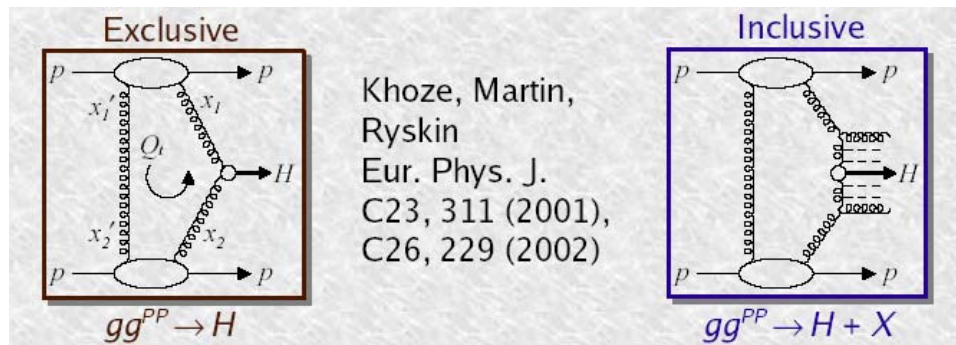 Exclusive
p p
x₁' x₁
Qₜ
H
x₂' x₂
p p
gg^PP → H
Khoze, Martin,
Ryskin
Eur. Phys. J.
C23, 311 (2001),
C26, 229 (2002)
Inclusive
p p
H
p p
gg^PP → H + X